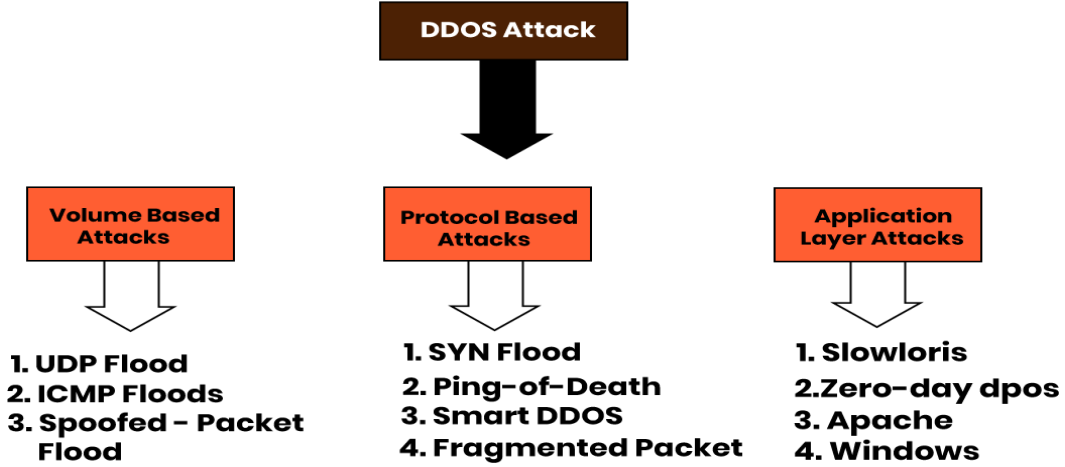 DDOS Attack
Volume Based
Attacks
1. UDP Flood
2. ICMP Floods
3. Spoofed - Packet
Flood
Protocol Based
Attacks
1. SYN Flood
2. Ping-of-Death
3. Smart DDOS
4. Fragmented Packet
Application
Layer Attacks
1. Slowloris
2.Zero-day dpos
3. Apache
4. Windows